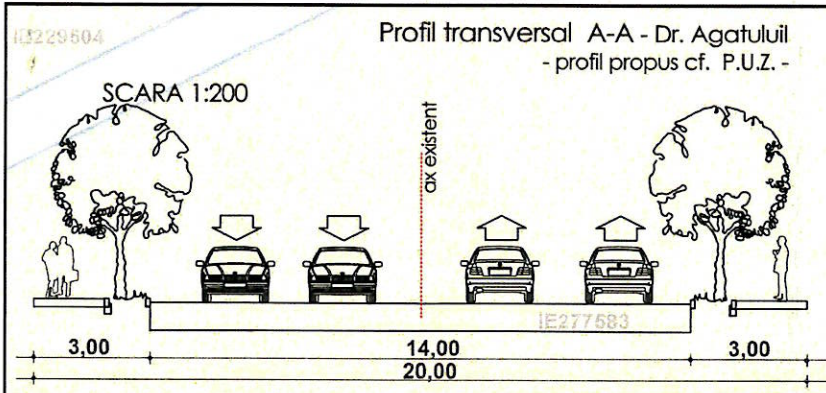 Profil transversal A-A - Dr. Agatuluil
- profil propus cf. P.U.Z. -
IE229604
SCARA 1:200
ax existent
IE277583
3,00 14,00 3,00
20,00